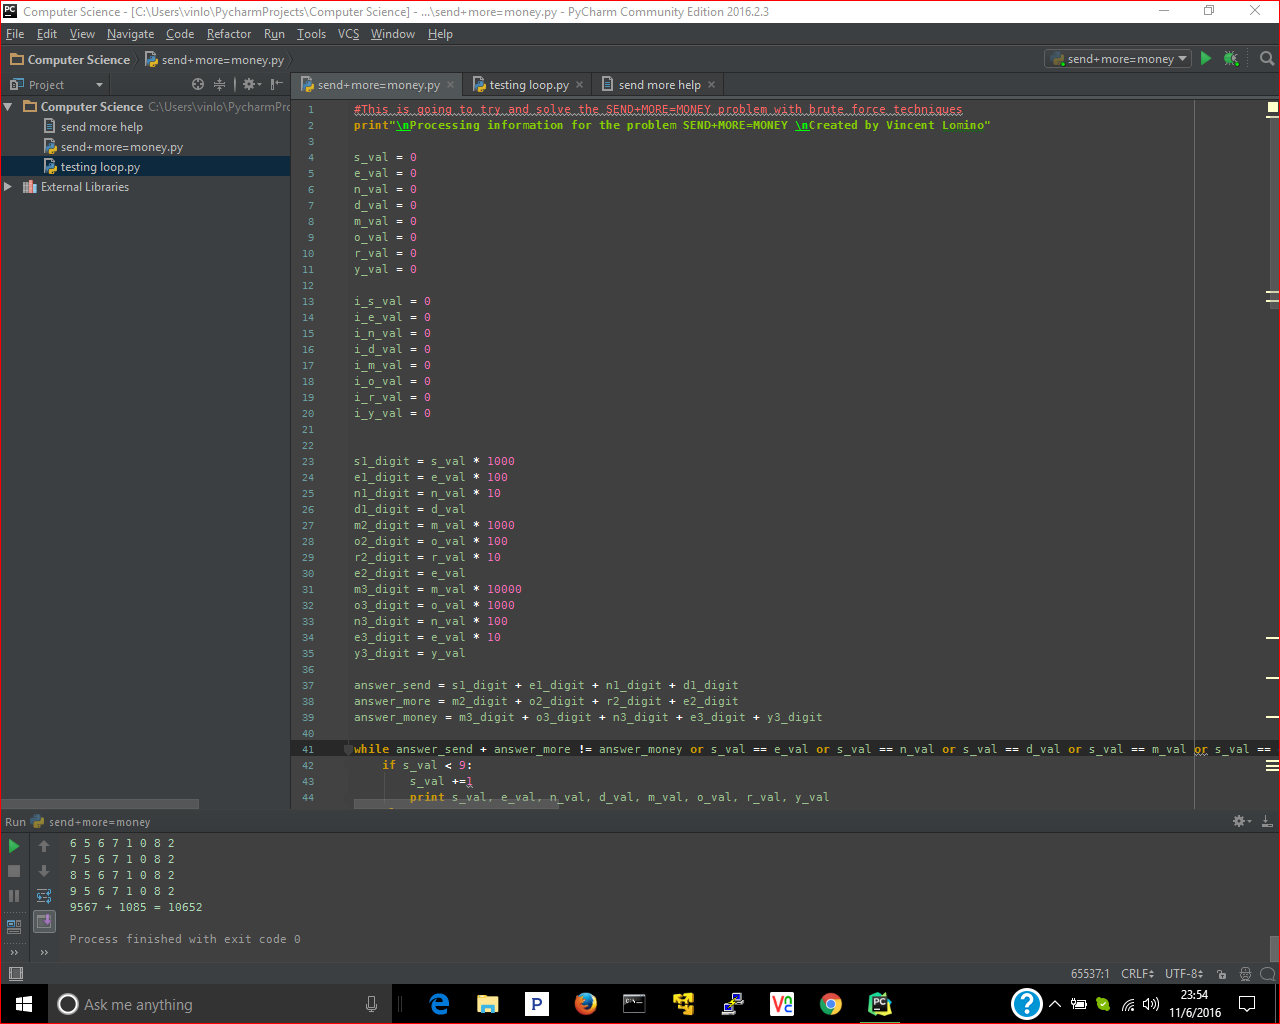 Computer Science - [C:\Users\vinlo\PycharmProjects\Computer Science] - ...\send+more=money.py - PyCharm Community Edition 2016.2.3
File Edit View Navigate Code Refactor Run Tools VCS Window Help
Computer Science send+more=money.py send+more=money
Project send+more=money.py testing loop.py send more help
Computer Science C:\Users\vinlo\PycharmPro
send more help
send+more=money.py
testing loop.py
External Libraries
1 #This is going to try and solve the SEND+MORE=MONEY problem with brute force techniques
2 print"\nProcessing information for the problem SEND+MORE=MONEY \nCreated by Vincent Lomino"
3
4 s_val = 0
5 e_val = 0
6 n_val = 0
7 d_val = 0
8 m_val = 0
9 o_val = 0
10 r_val = 0
11 y_val = 0
12
13 i_s_val = 0
14 i_e_val = 0
15 i_n_val = 0
16 i_d_val = 0
17 i_m_val = 0
18 i_o_val = 0
19 i_r_val = 0
20 i_y_val = 0
21
22
23 s1_digit = s_val * 1000
24 e1_digit = e_val * 100
25 n1_digit = n_val * 10
26 d1_digit = d_val
27 m2_digit = m_val * 1000
28 o2_digit = o_val * 100
29 r2_digit = r_val * 10
30 e2_digit = e_val
31 m3_digit = m_val * 10000
32 o3_digit = o_val * 1000
33 n3_digit = n_val * 100
34 e3_digit = e_val * 10
35 y3_digit = y_val
36
37 answer_send = s1_digit + e1_digit + n1_digit + d1_digit
38 answer_more = m2_digit + o2_digit + r2_digit + e2_digit
39 answer_money = m3_digit + o3_digit + n3_digit + e3_digit + y3_digit
40
41 while answer_send + answer_more != answer_money or s_val == e_val or s_val == n_val or s_val == d_val or s_val == m_val or s_val ==
42 if s_val < 9:
43 s_val +=1
44 print s_val, e_val, n_val, d_val, m_val, o_val, r_val, y_val
Run send+more=money
6 5 6 7 1 0 8 2
7 5 6 7 1 0 8 2
8 5 6 7 1 0 8 2
9 5 6 7 1 0 8 2
9567 + 1085 = 10652
Process finished with exit code 0
65537:1 CRLF UTF-8
Ask me anything
23:54
11/6/2016